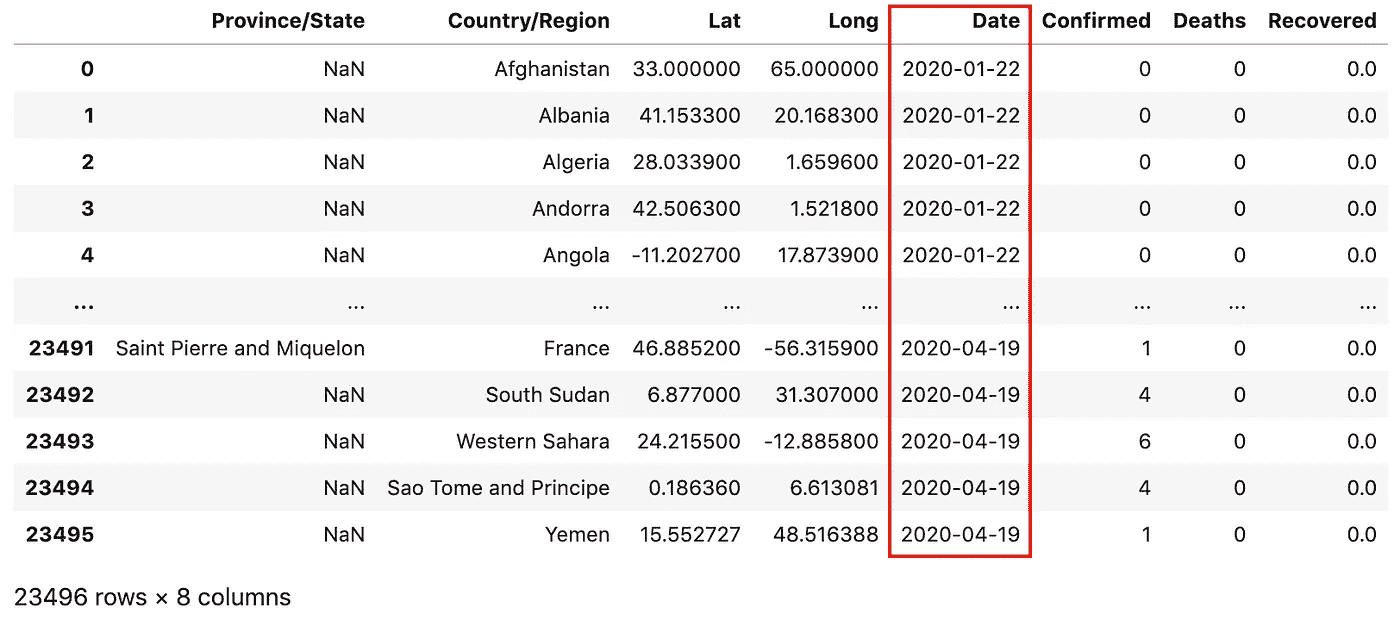 Province/State Country/Region Lat Long Date Confirmed Deaths Recovered
0 NaN Afghanistan 33.000000 65.000000 2020-01-22 0 0 0.0
1 NaN Albania 41.153300 20.168300 2020-01-22 0 0 0.0
2 NaN Algeria 28.033900 1.659600 2020-01-22 0 0 0.0
3 NaN Andorra 42.506300 1.521800 2020-01-22 0 0 0.0
4 NaN Angola -11.202700 17.873900 2020-01-22 0 0 0.0
... ... ... ... ... ... ... ... ...
23491 Saint Pierre and Miquelon France 46.885200 -56.315900 2020-04-19 1 0 0.0
23492 NaN South Sudan 6.877000 31.307000 2020-04-19 4 0 0.0
23493 NaN Western Sahara 24.215500 -12.885800 2020-04-19 6 0 0.0
23494 NaN Sao Tome and Principe 0.186360 6.613081 2020-04-19 4 0 0.0
23495 NaN Yemen 15.552727 48.516388 2020-04-19 1 0 0.0
23496 rows × 8 columns